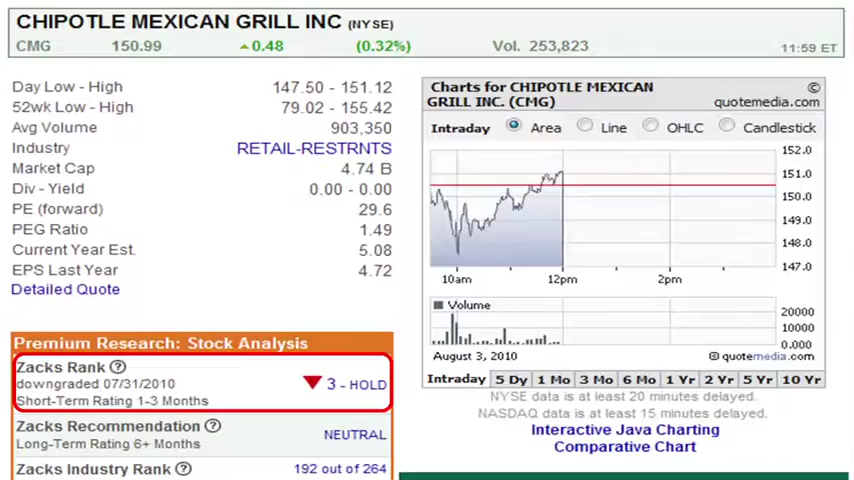 CHIPOTLE MEXICAN GRILL INC (NYSE)
CMG 150.99 0.48 (0.32%) Vol. 253,823 11:59 ET
Day Low - High 147.50 - 151.12
52wk Low - High 79.02 - 155.42
Avg Volume 903,350
Industry RETAIL-RESTRNTS
Market Cap 4.74 B
Div - Yield 0.00 - 0.00
PE (forward) 29.6
PEG Ratio 1.49
Current Year Est. 5.08
EPS Last Year 4.72
Detailed Quote
Premium Research: Stock Analysis
Zacks Rank ?
downgraded 07/31/2010 3 - HOLD
Short-Term Rating 1-3 Months
Zacks Recommendation ?
Long-Term Rating 6+ Months NEUTRAL
Zacks Industry Rank ? 192 out of 264
Charts for CHIPOTLE MEXICAN ©
GRILL INC. (CMG) quotemedia.com
Intraday Area Line OHLC Candlestick
152.0
151.0
150.0
149.0
148.0
147.0
10am 12pm 2pm
Volume
20000
10000
0.000
August 3, 2010 © quotemedia.com
Intraday 5 Dy 1 Mo 3 Mo 6 Mo 1 Yr 2 Yr 5 Yr 10 Yr
NYSE data is at least 20 minutes delayed.
NASDAQ data is at least 15 minutes delayed.
Interactive Java Charting
Comparative Chart